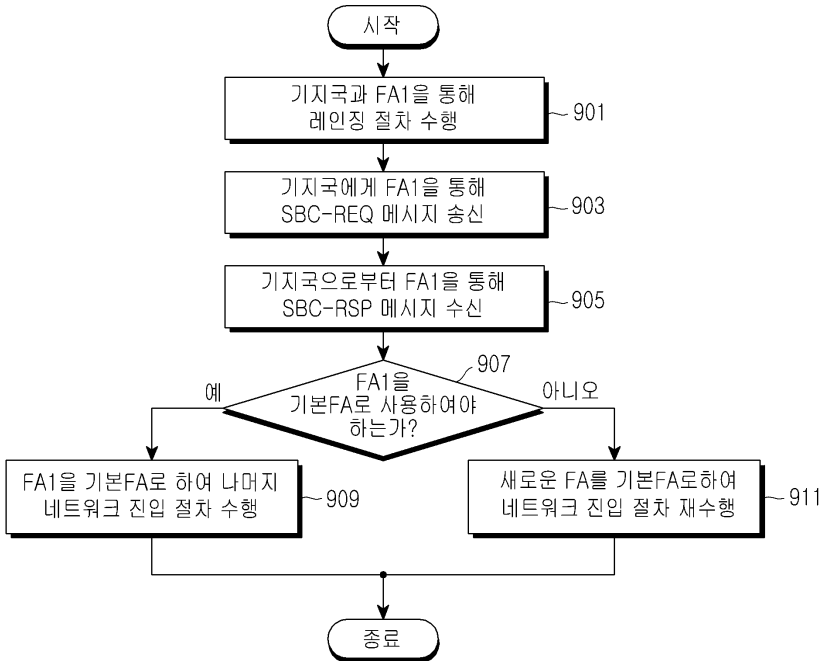 시작
기지국과 FA1을 통해
레인징 절차 수행
901
기지국에게 FA1을 통해
SBC-REQ 메시지 송신
903
기지국으로부터 FA1을 통해
SBC-RSP 메시지 수신
905
907
FA1을
기본FA로 사용하여야
하는가?
예
아니오
FA1을 기본FA로 하여 나머지
네트워크 진입 절차 수행
909
새로운 FA를 기본FA로하여
네트워크 진입 절차 재수행
911
종료